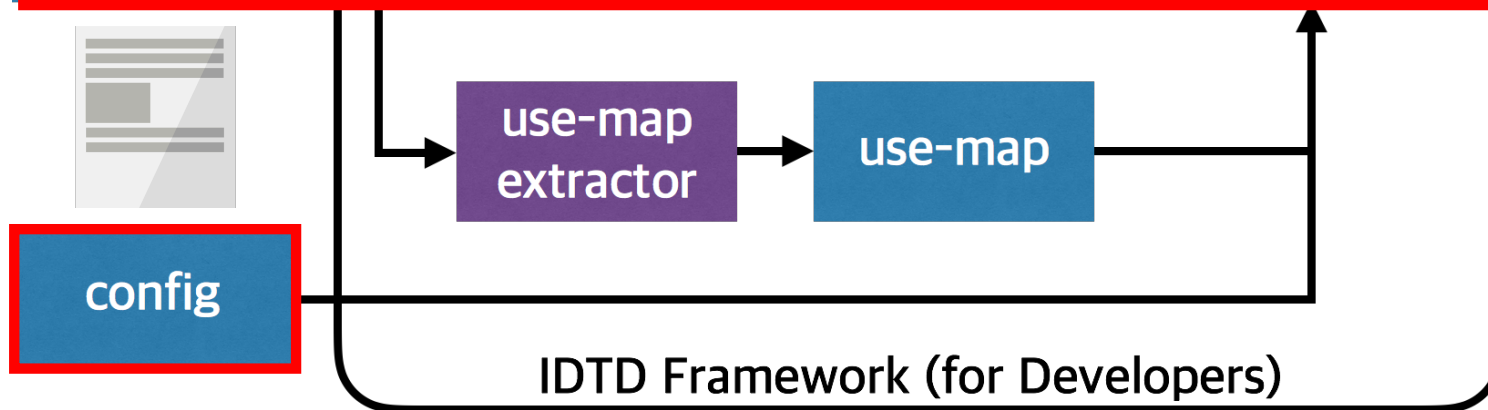 use-map
extractor
use-map
config
IDTD Framework (for Developers)